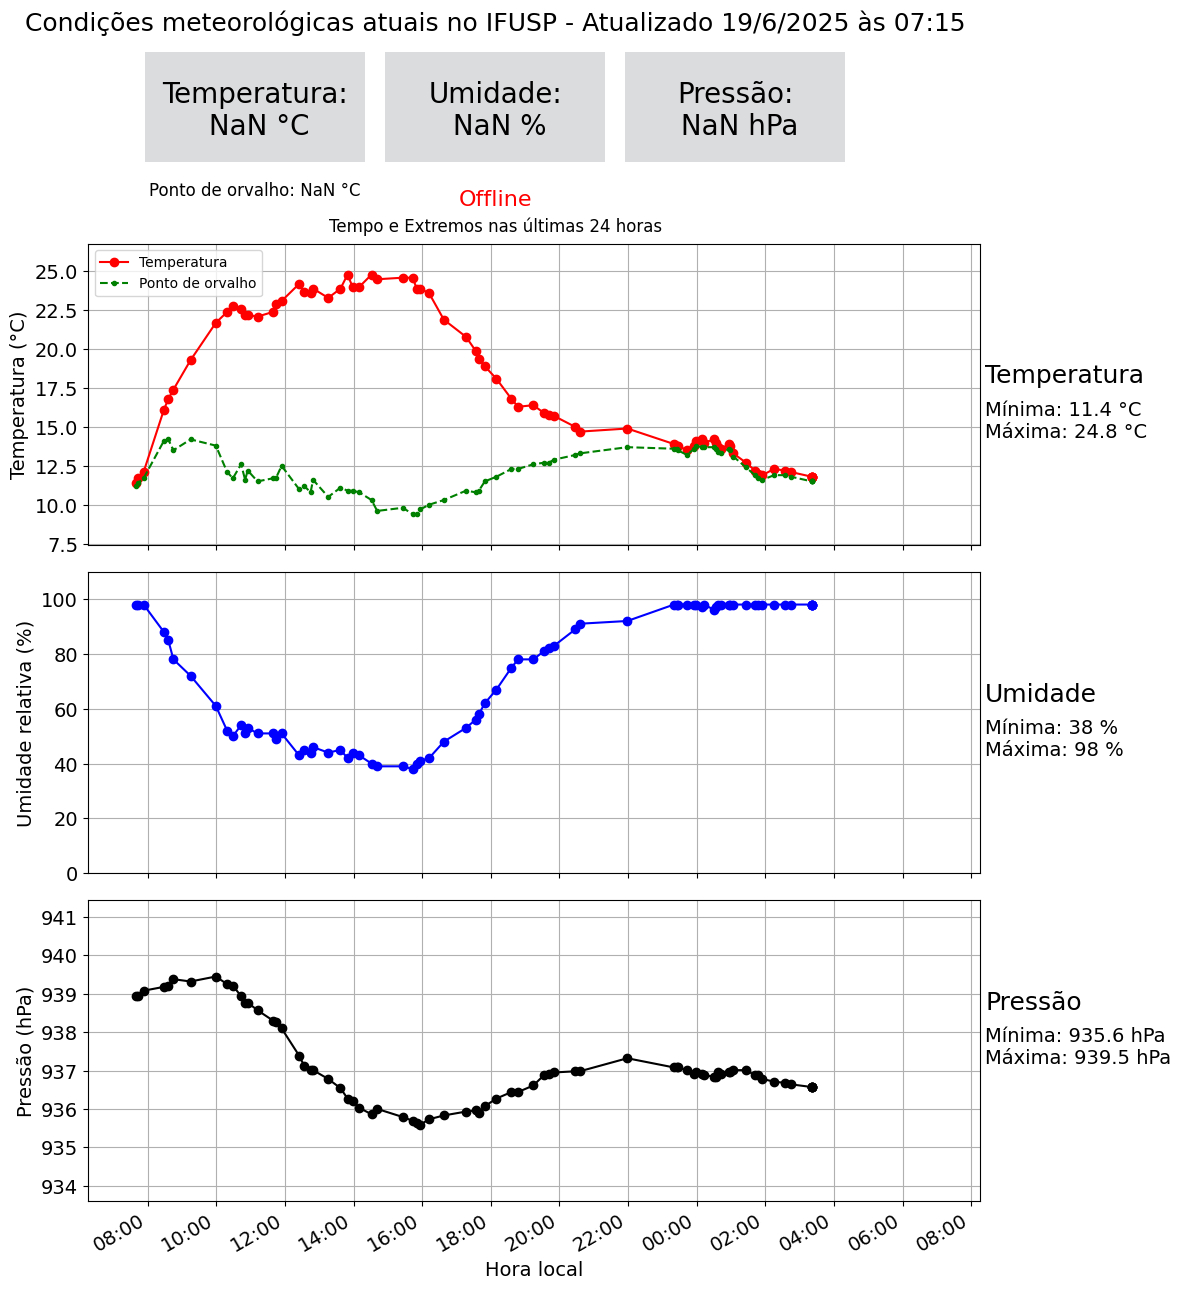 Condições meteorológicas atuais no IFUSP - Atualizado 19/6/2025 às 07:15
Temperatura:
NaN °C
Umidade:
NaN %
Pressão:
NaN hPa
Ponto de orvalho: NaN °C
Offline
Tempo e Extremos nas últimas 24 horas
Temperatura
Ponto de orvalho
Temperatura (°C)
25.0
22.5
20.0
17.5
15.0
12.5
10.0
7.5
Temperatura
Mínima: 11.4 °C
Máxima: 24.8 °C
Umidade relativa (%)
100
80
60
40
20
0
Umidade
Mínima: 38 %
Máxima: 98 %
Pressão (hPa)
941
940
939
938
937
936
935
934
Pressão
Mínima: 935.6 hPa
Máxima: 939.5 hPa
08:00 10:00 12:00 14:00 16:00 18:00 20:00 22:00 00:00 02:00 04:00 06:00 08:00
Hora local